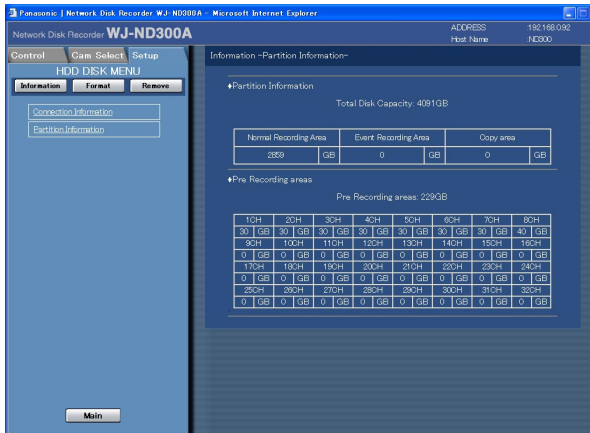 Panasonic | Network Disk Recorder WJ-ND300A - Microsoft Internet Explorer
Network Disk Recorder WJ-ND300A
ADDRESS :192.168.0.92
Host Name :ND300
Control Cam Select Setup
HDD DISK MENU
Information Format Remove
Connection Information
Partition Information
Main
Information -Partition Information-
♦Partition Information
Total Disk Capacity: 4091GB
Normal Recording Area Event Recording Area Copy area
2859 GB 0 GB 0 GB
♦Pre Recording areas
Pre Recording areas: 229GB
1CH 2CH 3CH 4CH 5CH 6CH 7CH 8CH
30 GB 30 GB 30 GB 30 GB 30 GB 30 GB 30 GB 40 GB
9CH 10CH 11CH 12CH 13CH 14CH 15CH 16CH
0 GB 0 GB 0 GB 0 GB 0 GB 0 GB 0 GB 0 GB
17CH 18CH 19CH 20CH 21CH 22CH 23CH 24CH
0 GB 0 GB 0 GB 0 GB 0 GB 0 GB 0 GB 0 GB
25CH 26CH 27CH 28CH 29CH 30CH 31CH 32CH
0 GB 0 GB 0 GB 0 GB 0 GB 0 GB 0 GB 0 GB